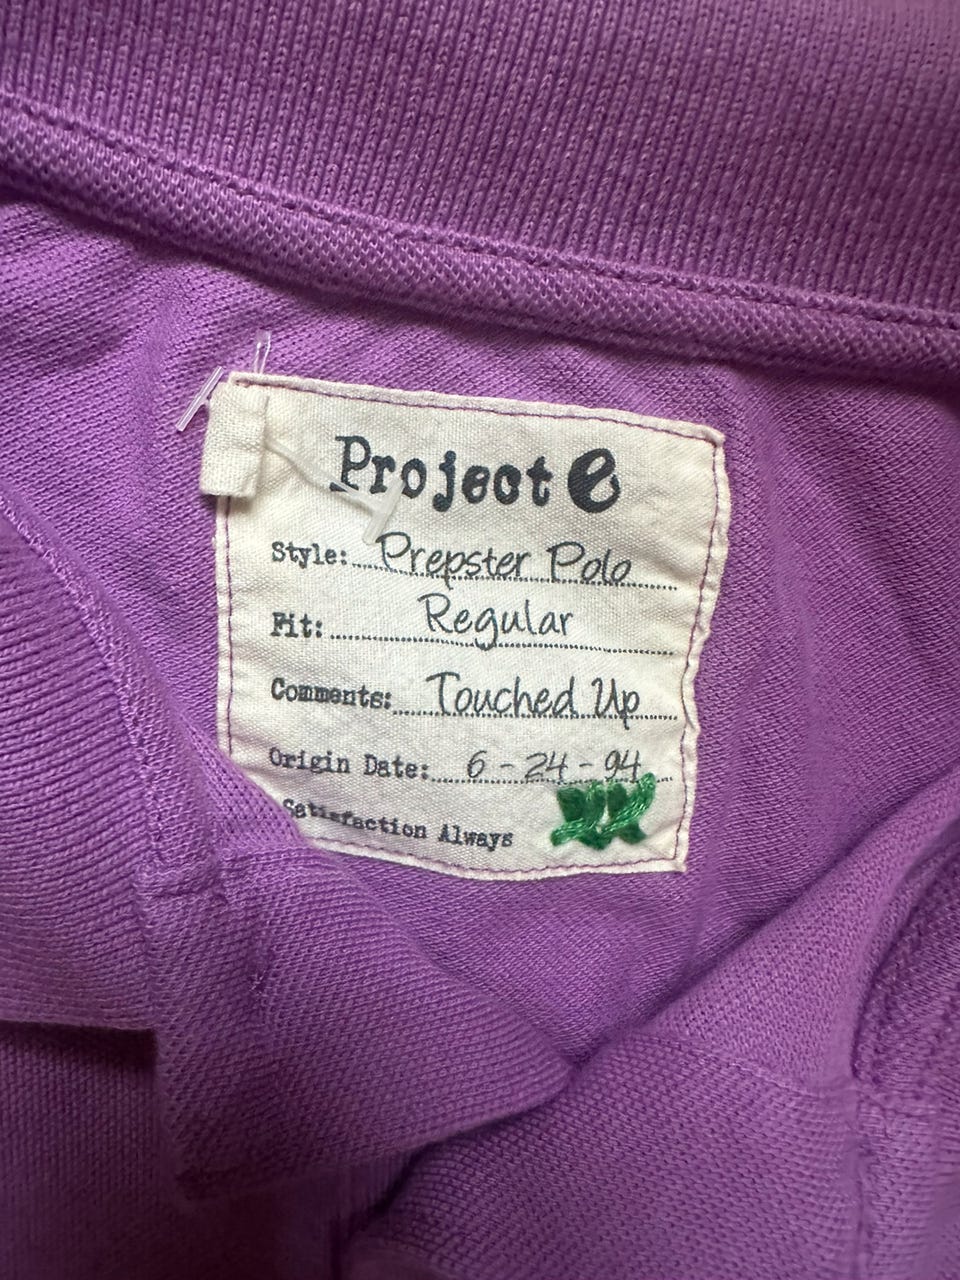 Project e
Style: Prepster Polo
Fit: Regular
Comments: Touched Up
Origin Date: 6-24-94
Satisfaction Always